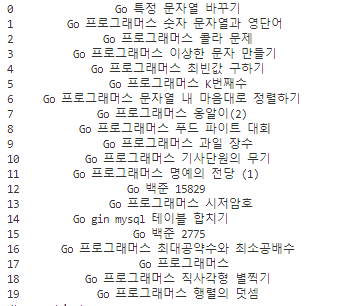 0 Go 특정 문자열 바꾸기
1 Go 프로그래머스 숫자 문자열과 영단어
2 Go 프로그래머스 콜라 문제
3 Go 프로그래머스 이상한 문자 만들기
4 Go 프로그래머스 최빈값 구하기
5 Go 프로그래머스 K번째수
6 Go 프로그래머스 문자열 내 마음대로 정렬하기
7 Go 프로그래머스 옹알이(2)
8 Go 프로그래머스 푸드 파이트 대회
9 Go 프로그래머스 과일 장수
10 Go 프로그래머스 기사단원의 무기
11 Go 프로그래머스 명예의 전당 (1)
12 Go 백준 15829
13 Go 프로그래머스 시저암호
14 Go gin mysql 테이블 합치기
15 Go 백준 2775
16 Go 프로그래머스 최대공약수와 최소공배수
17 Go 프로그래머스
18 Go 프로그래머스 직사각형 별찍기
19 Go 프로그래머스 행렬의 덧셈